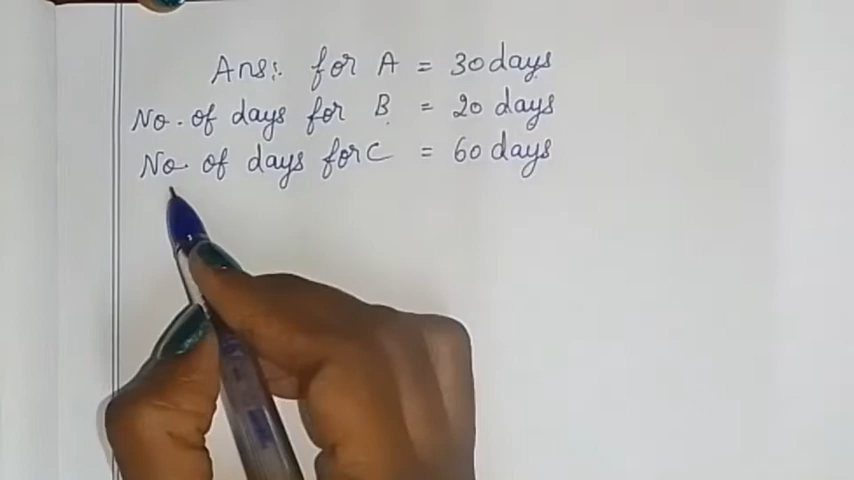 Ans:. for A = 30 days
No. of days for B = 20 days
No. of days for C = 60 days